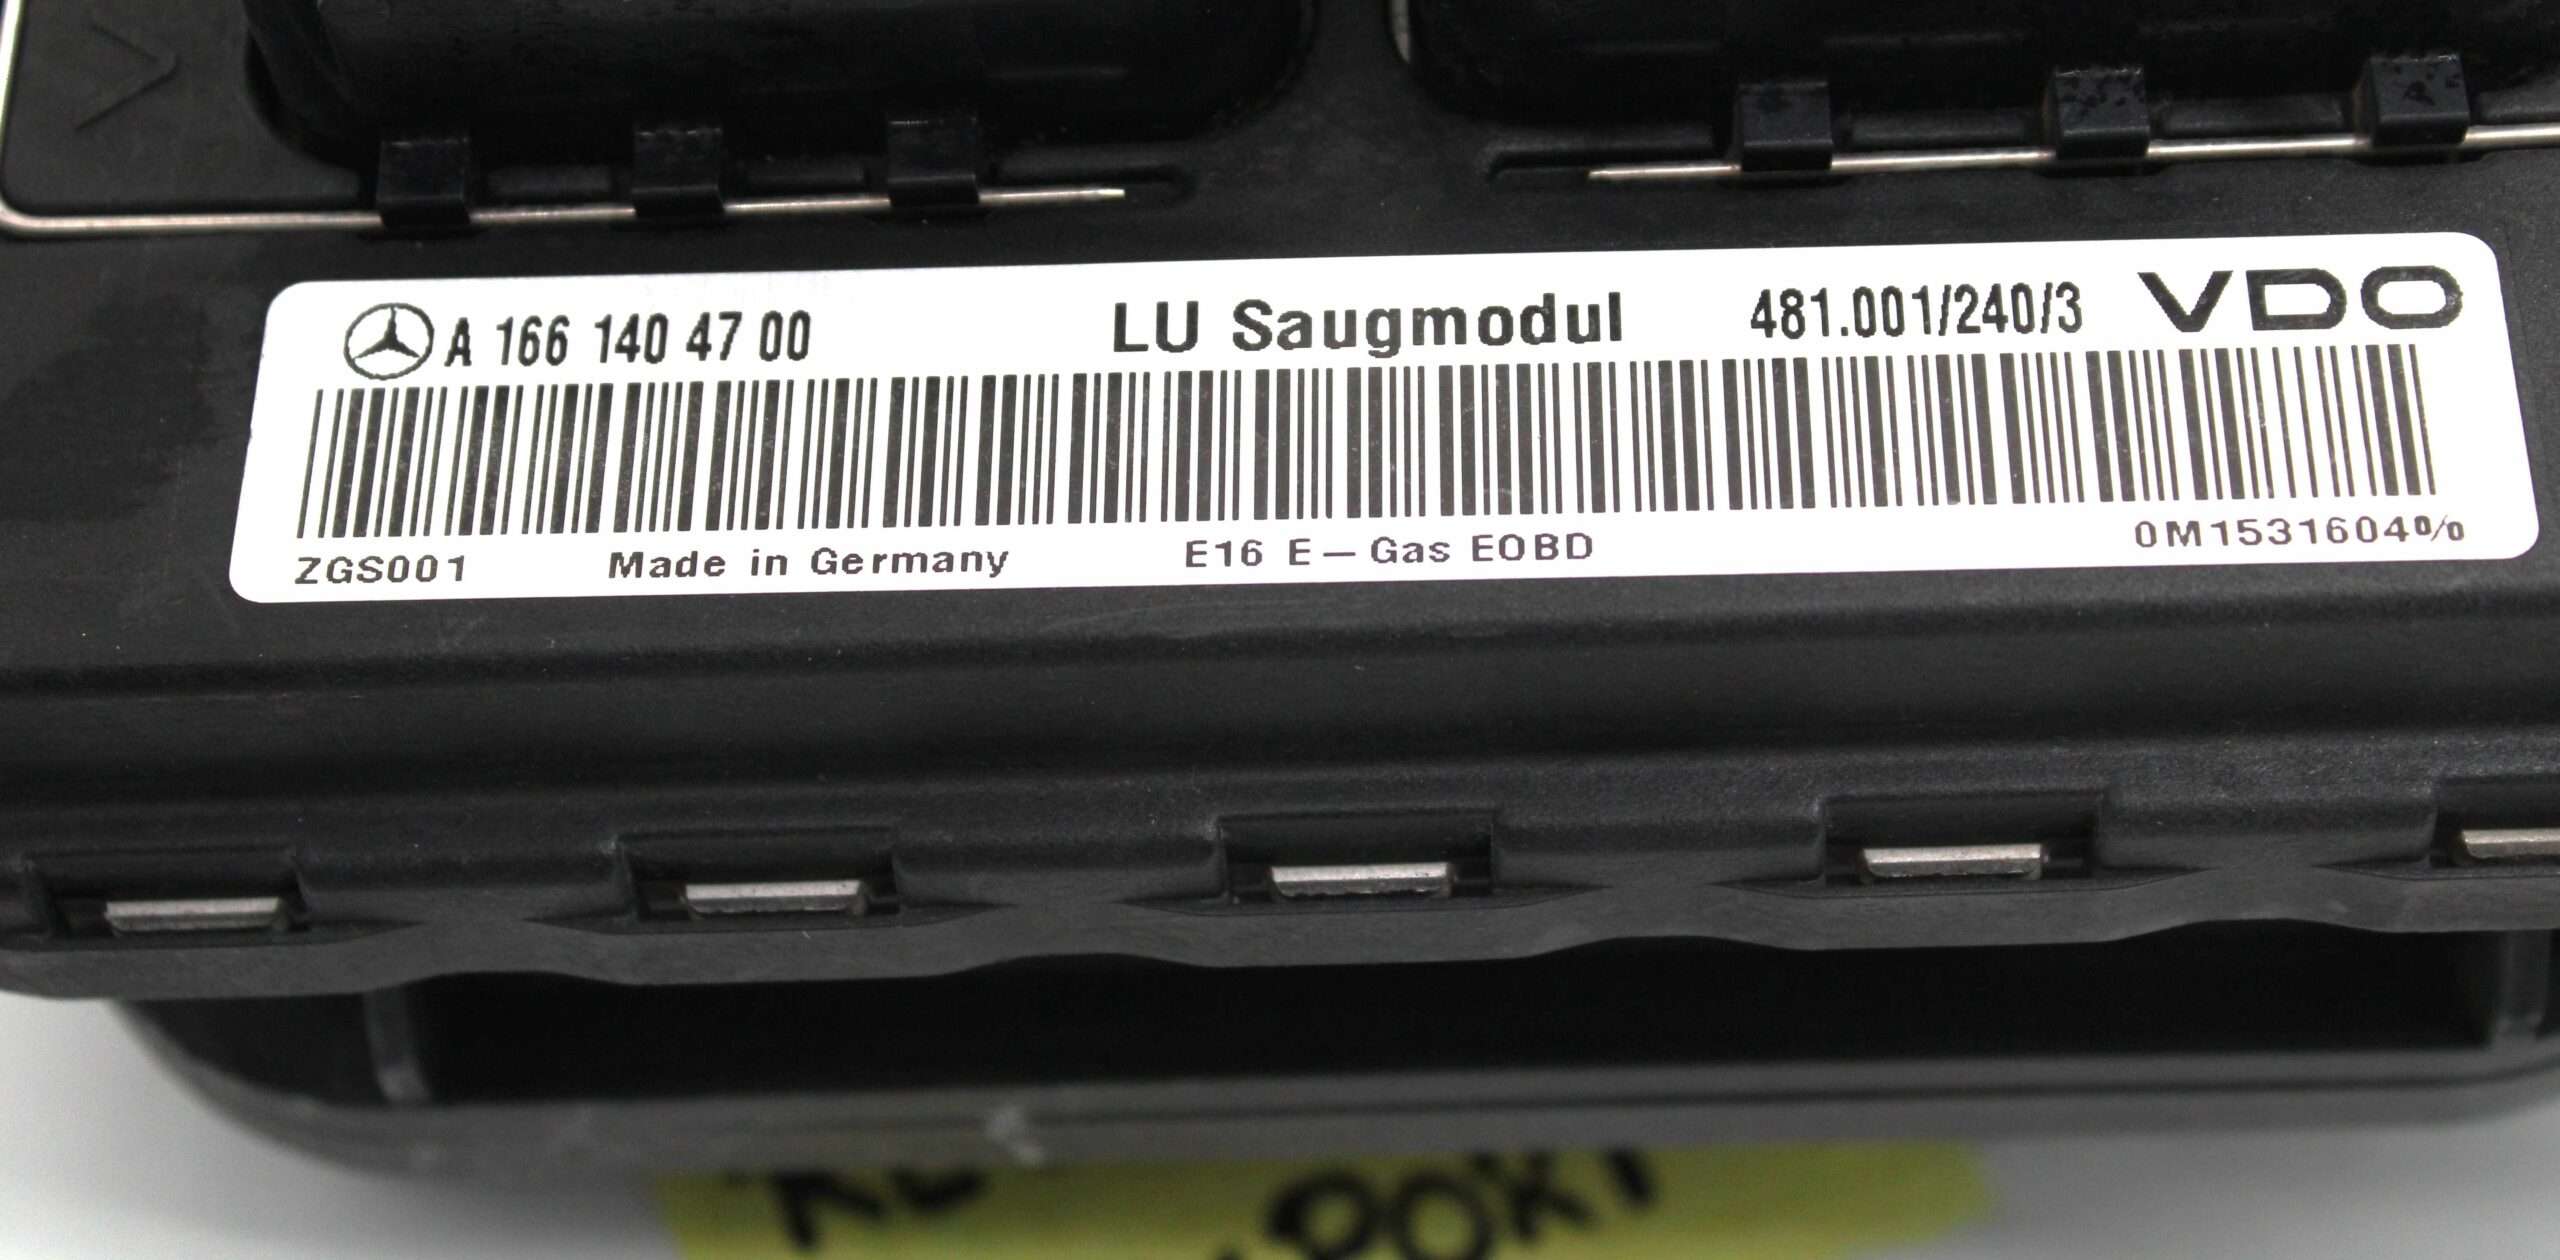 A 166 140 47 00 LU Saugmodul 481.001/240/3 VDO
ZGS001 Made in Germany E16 E-Gas EOBD 0M1531604%